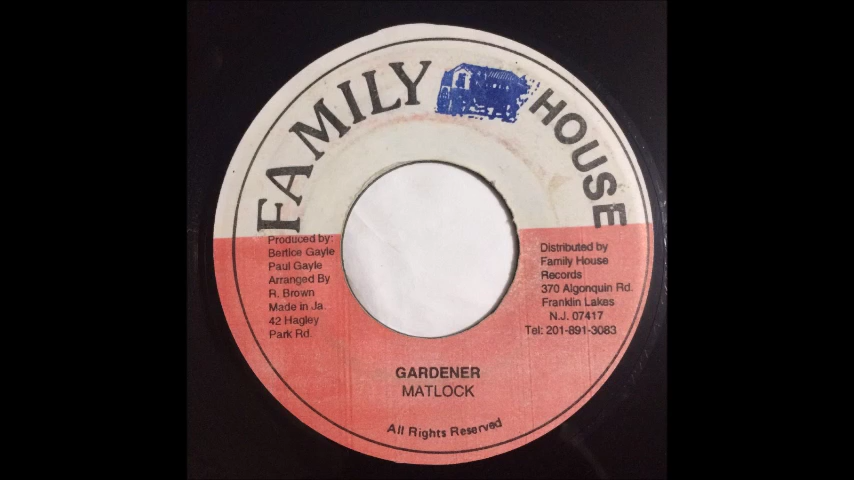 FAMILY HOUSE
Produced by:
Bertice Gayle
Paul Gayle
Arranged By
R. Brown
Made in Ja.
42 Hagley
Park Rd.
Distributed by
Family House
Records
370 Algonquin Rd.
Franklin Lakes
N.J. 07417
Tel: 201-891-3083
GARDENER
MATLOCK
All Rights Reserved